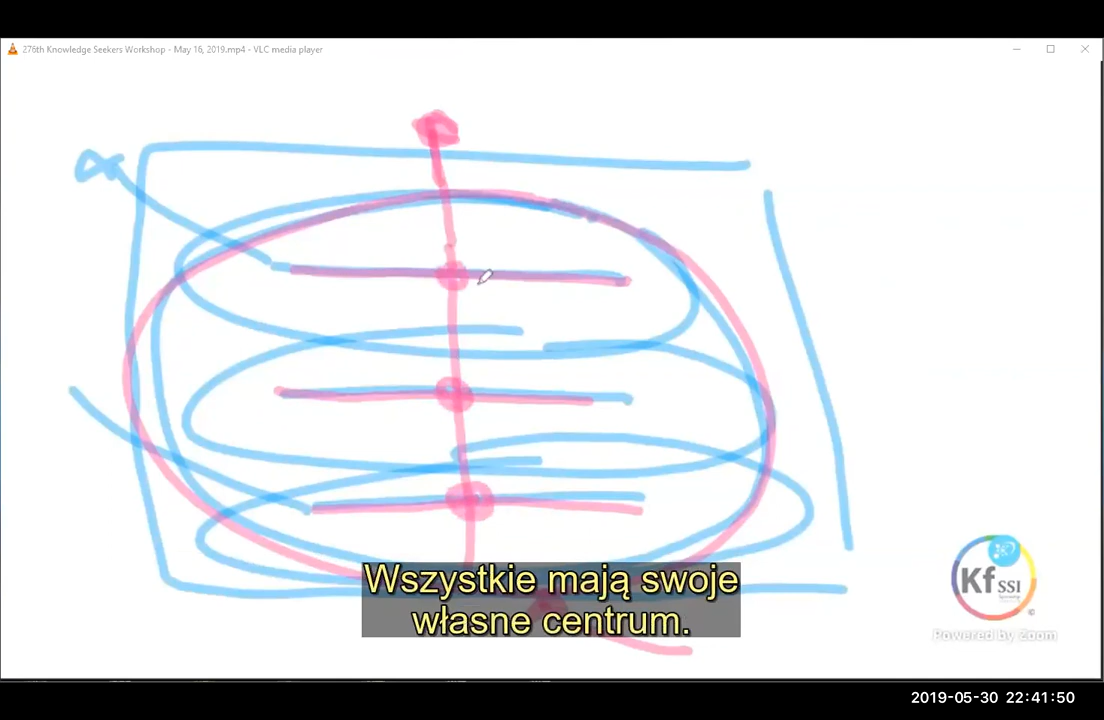 276th Knowledge Seekers Workshop - May 16, 2019.mp4 - VLC media player
Wszystkie mają swoje
własne centrum.
Kf SSI
Powered by Zoom
2019-05-30 22:41:50